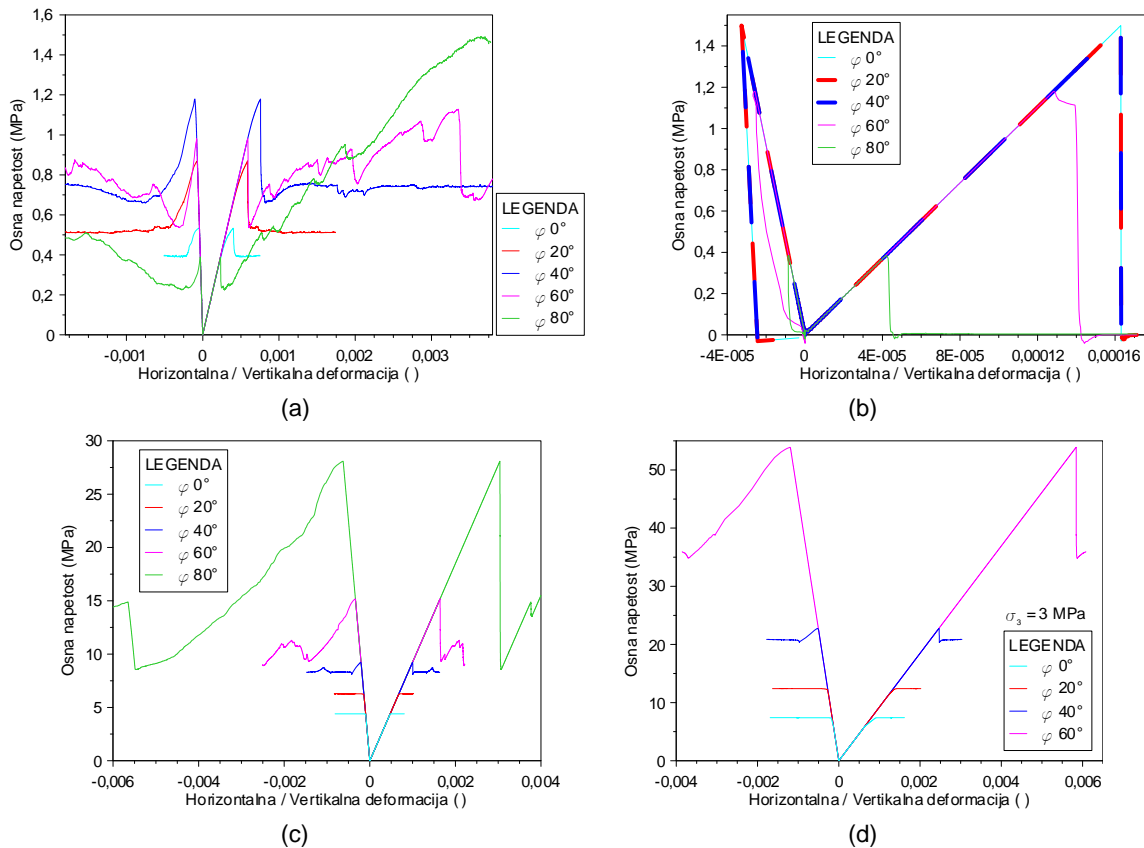 1,6
1,4
1,2
1
0,8
0,6
0,4
0,2
0
Osna napetost (MPa)
-0,001 0 0,001 0,002 0,003
Horizontalna / Vertikalna deformacija ( )
LEGENDA
φ 0°
φ 20°
φ 40°
φ 60°
φ 80°
(a)
1,4
1,2
1
0,8
0,6
0,4
0,2
0
Osna napetost (MPa)
-4E-005 0 4E-005 8E-005 0,00012 0,00016
Horizontalna / Vertikalna deformacija ( )
LEGENDA
φ 0°
φ 20°
φ 40°
φ 60°
φ 80°
(b)
30
25
20
15
10
5
0
Osna napetost (MPa)
-0,006 -0,004 -0,002 0 0,002 0,004
Horizontalna / Vertikalna deformacija ( )
LEGENDA
φ 0°
φ 20°
φ 40°
φ 60°
φ 80°
(c)
50
40
30
20
10
0
Osna napetost (MPa)
-0,004 -0,002 0 0,002 0,004 0,006
Horizontalna / Vertikalna deformacija ( )
σ₃ = 3 MPa
LEGENDA
φ 0°
φ 20°
φ 40°
φ 60°
(d)